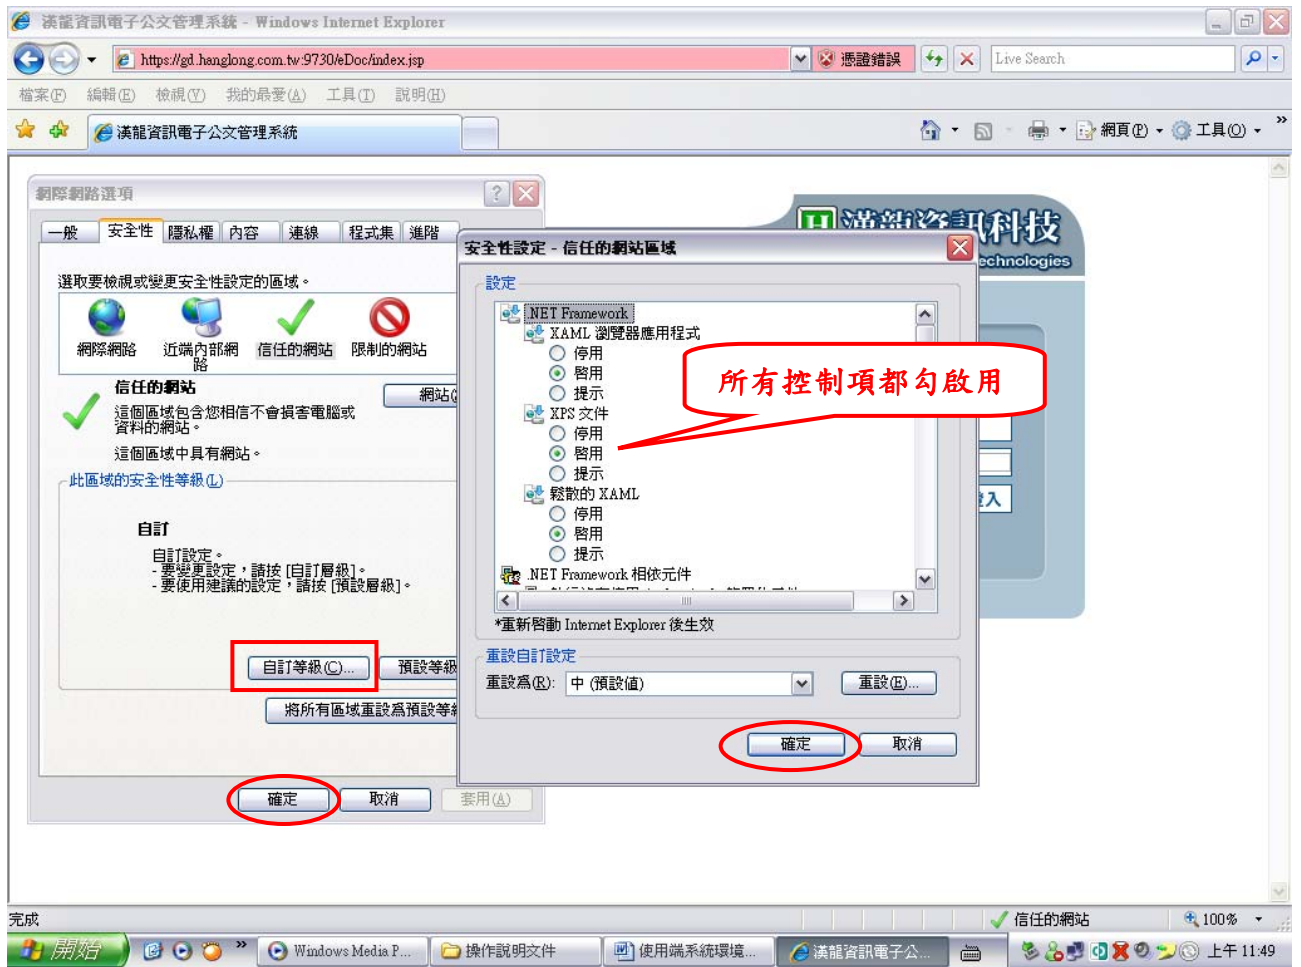 漢龍資訊電子公文管理系統 - Windows Internet Explorer
https://gd.hanglong.com.tw:9730/eDoc/index.jsp
憑證錯誤
Live Search
檔案(F) 編輯(E) 檢視(V) 我的最愛(A) 工具(T) 說明(H)
漢龍資訊電子公文管理系統
網頁(P) 工具(O)
漢龍資訊科技
echnologies
網際網路選項
一般 安全性 隱私權 內容 連線 程式集 進階
選取要檢視或變更安全性設定的區域。
網際網路 近端內部網路 信任的網站 限制的網站
信任的網站
網站(
這個區域包含您相信不會損害電腦或
資料的網站。
這個區域中具有網站。
此區域的安全性等級(L)
自訂
自訂設定。
- 要變更設定，請按 [自訂層級]。
- 要使用建議的設定，請按 [預設層級]。
自訂等級(C)... 預設等級
將所有區域重設為預設等
確定 取消 套用(A)
安全性設定 - 信任的網站區域
設定
.NET Framework
XAML 瀏覽器應用程式
停用
啟用
提示
XPS 文件
停用
啟用
提示
鬆散的 XAML
停用
啟用
提示
.NET Framework 相依元件
*重新啟動 Internet Explorer 後生效
重設自訂設定
重設為(R): 中 (預設值) 重設(E)...
確定 取消
所有控制項都勾啟用
入
完成
信任的網站
100%
開始
Windows Media P...
操作說明文件
使用端系統環境...
漢龍資訊電子公...
上午 11:49